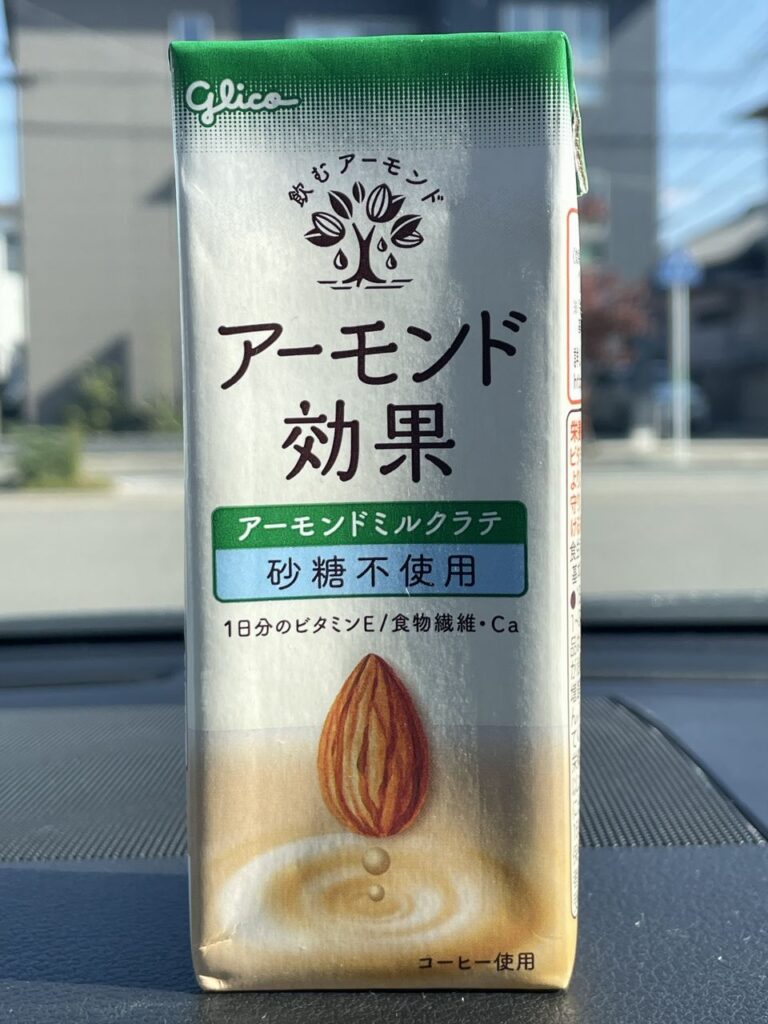 Glico
飲むアーモンド
アーモンド
効果
アーモンドミルクラテ
砂糖不使用
1日分のビタミンE/食物繊維・Ca
コーヒー使用